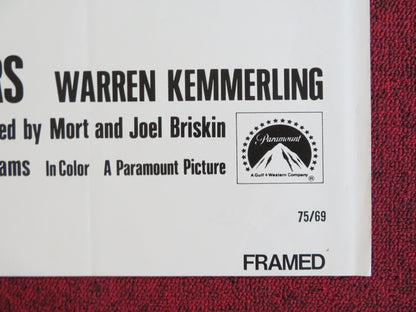 RS WARREN KEMMERLING
ed by Mort and Joel Briskin
ams In Color A Paramount Picture
Paramount
A Gulf + Western Company
®
75/69
FRAMED